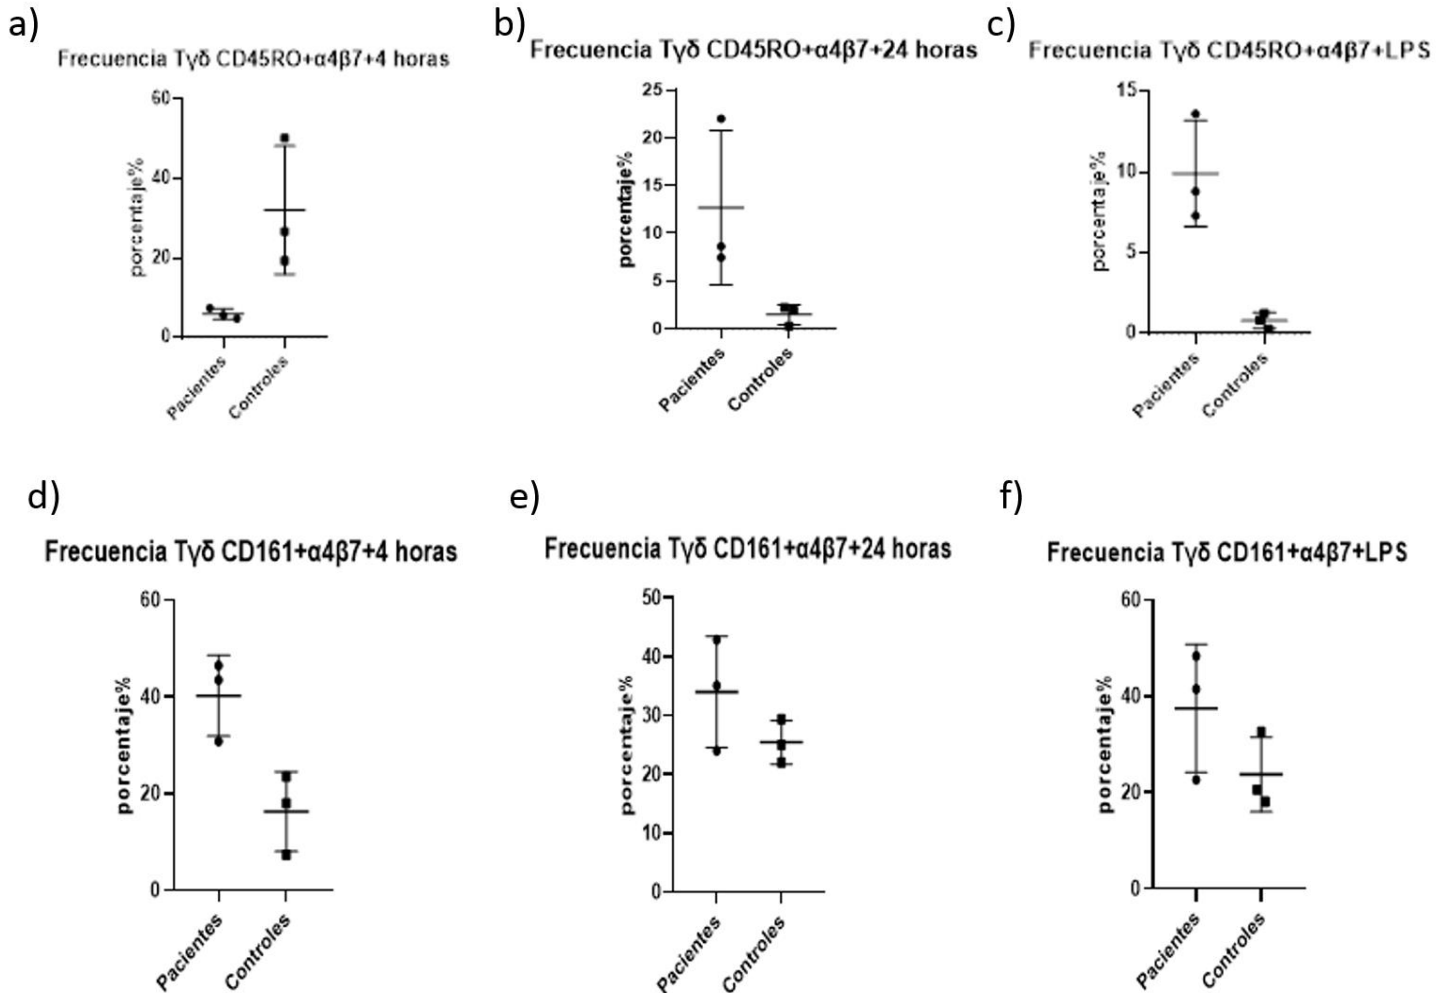 a)
Frecuencia Tγδ CD45RO+α4β7+4 horas
60
40
20
0
porcentaje%
Pacientes
Controles
b)
Frecuencia Tγδ CD45RO+α4β7+24 horas
25
20
15
10
5
0
porcentaje%
Pacientes
Controles
c)
Frecuencia Tγδ CD45RO+α4β7+LPS
15
10
5
0
porcentaje%
Pacientes
Controles
d)
Frecuencia Tγδ CD161+α4β7+4 horas
60
40
20
0
porcentaje%
Pacientes
Controles
e)
Frecuencia Tγδ CD161+α4β7+24 horas
50
40
30
20
10
0
porcentaje%
Pacientes
Controles
f)
Frecuencia Tγδ CD161+α4β7+LPS
60
40
20
0
porcentaje%
Pacientes
Controles